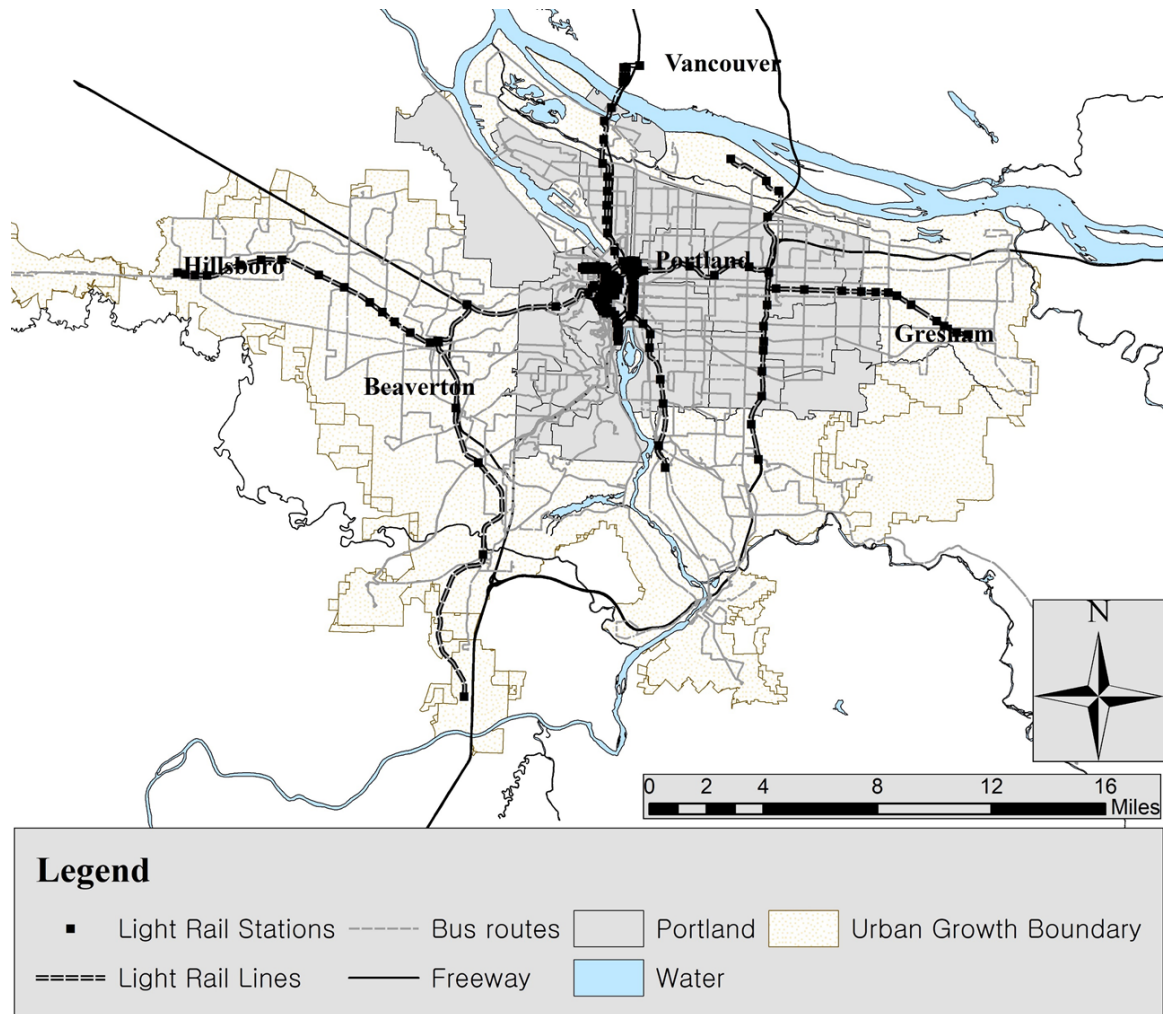 Vancouver
Hillsboro
Portland
Gresham
Beaverton
N
0 2 4 8 12 16
Miles
Legend
Light Rail Stations Bus routes Portland Urban Growth Boundary
Light Rail Lines Freeway Water